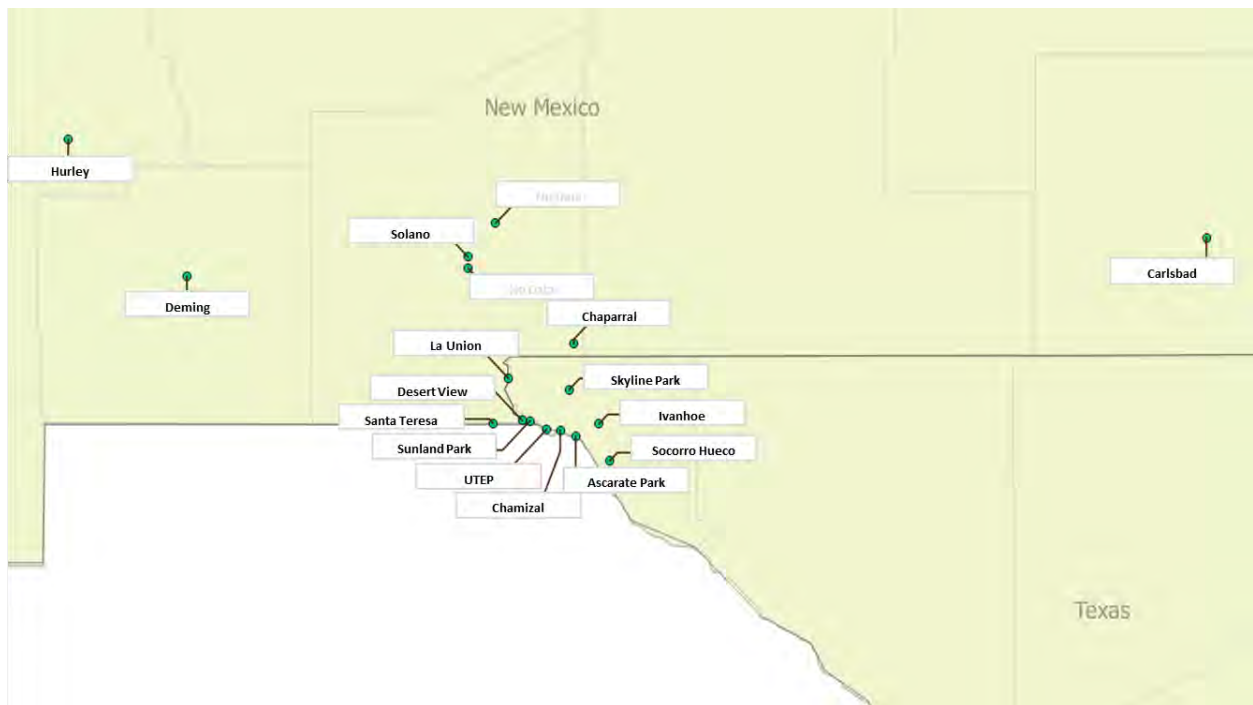 New Mexico
Hurley
Solano
Carlsbad
Deming
Chaparral
La Union
Skyline Park
Desert View
Ivanhoe
Santa Teresa
Sunland Park
Socorro Hueco
UTEP
Ascarate Park
Chamizal
Texas